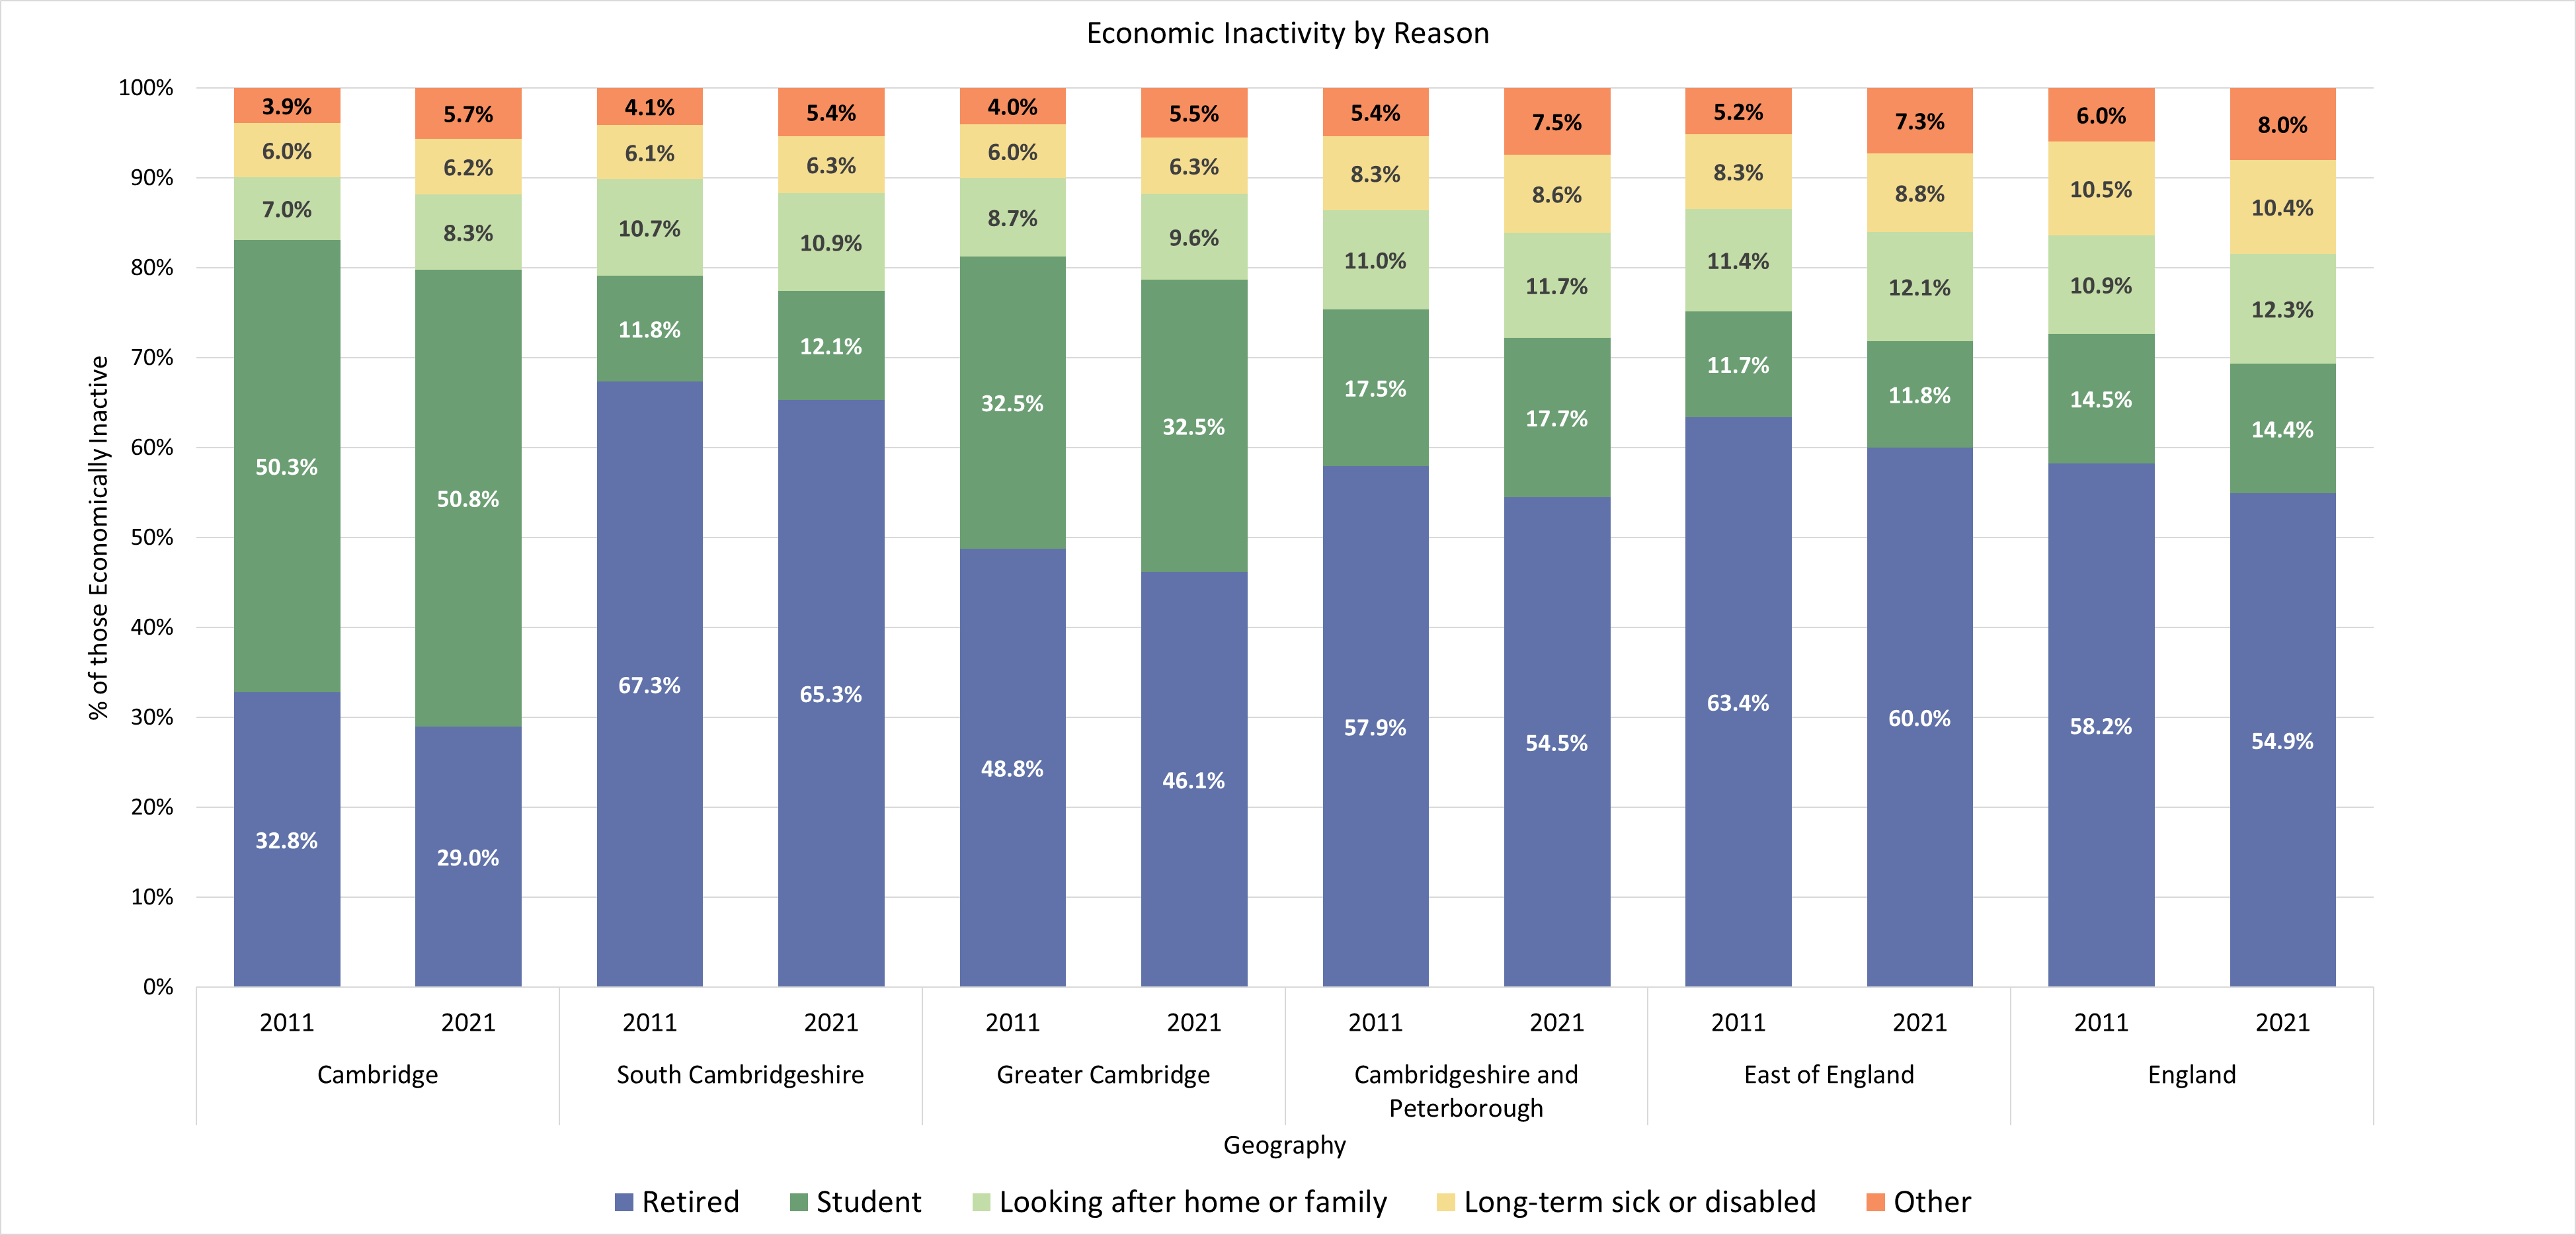 Economic Inactivity by Reason
% of those Economically Inactive
100%
90%
80%
70%
60%
50%
40%
30%
20%
10%
0%
3.9% 5.7% 4.1% 5.4% 4.0% 5.5% 5.4% 7.5% 5.2% 7.3% 6.0% 8.0%
6.0% 6.2% 6.1% 6.3% 6.0% 6.3% 8.3% 8.6% 8.3% 8.8% 10.5% 10.4%
7.0% 8.3% 10.7% 10.9% 8.7% 9.6% 11.0% 11.7% 11.4% 12.1% 10.9% 12.3%
50.3% 50.8% 11.8% 12.1% 32.5% 32.5% 17.5% 17.7% 11.7% 11.8% 14.5% 14.4%
32.8% 29.0% 67.3% 65.3% 48.8% 46.1% 57.9% 54.5% 63.4% 60.0% 58.2% 54.9%
2011 2021 2011 2021 2011 2021 2011 2021 2011 2021 2011 2021
Cambridge South Cambridgeshire Greater Cambridge Cambridgeshire and East of England England
Peterborough
Geography
Retired Student Looking after home or family Long-term sick or disabled Other